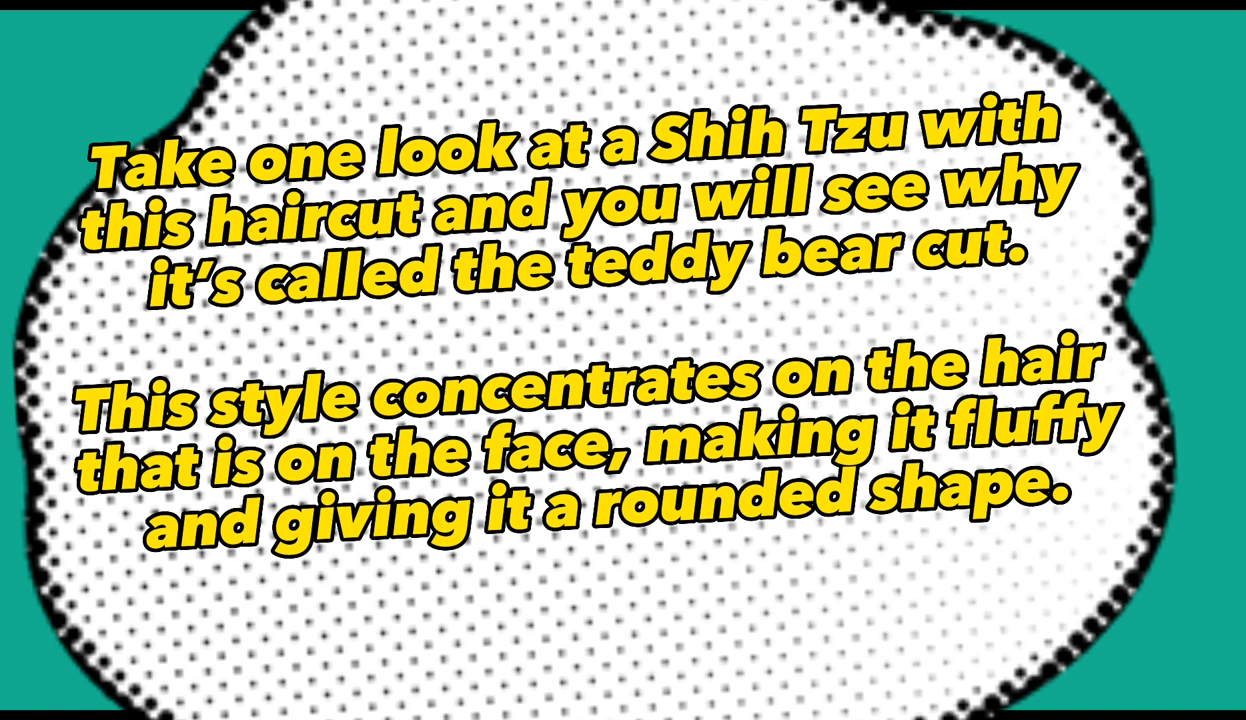 Take one look at a Shih Tzu with
this haircut and you will see why
it’s called the teddy bear cut.
This style concentrates on the hair
that is on the face, making it fluffy
and giving it a rounded shape.